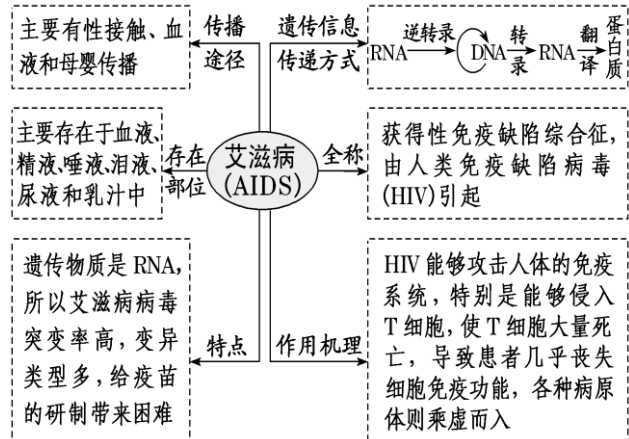 主要有性接触、血
液和母婴传播
传播
途径
遗传信息
传递方式
RNA 逆转录 DNA 转录 RNA 翻译 蛋白质
主要存在于血液、
精液、唾液、泪液、
尿液和乳汁中
存在
部位
艾滋病
(AIDS)
全称
获得性免疫缺陷综合征,
由人类免疫缺陷病毒
(HIV)引起
遗传物质是 RNA,
所以艾滋病病毒
突变率高,变异
类型多,给疫苗
的研制带来困难
特点
作用机理
HIV 能够攻击人体的免疫
系统,特别是能够侵入
T细胞,使T细胞大量死
亡,导致患者几乎丧失
细胞免疫功能,各种病原
体则乘虚而入